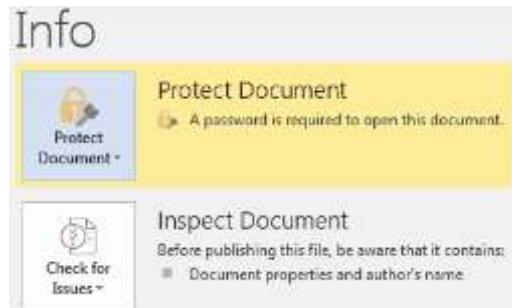 Info
Protect Document
A password is required to open this document.
Protect
Document
Inspect Document
Before publishing this file, be aware that it contains:
Document properties and author's name
Check for
Issues